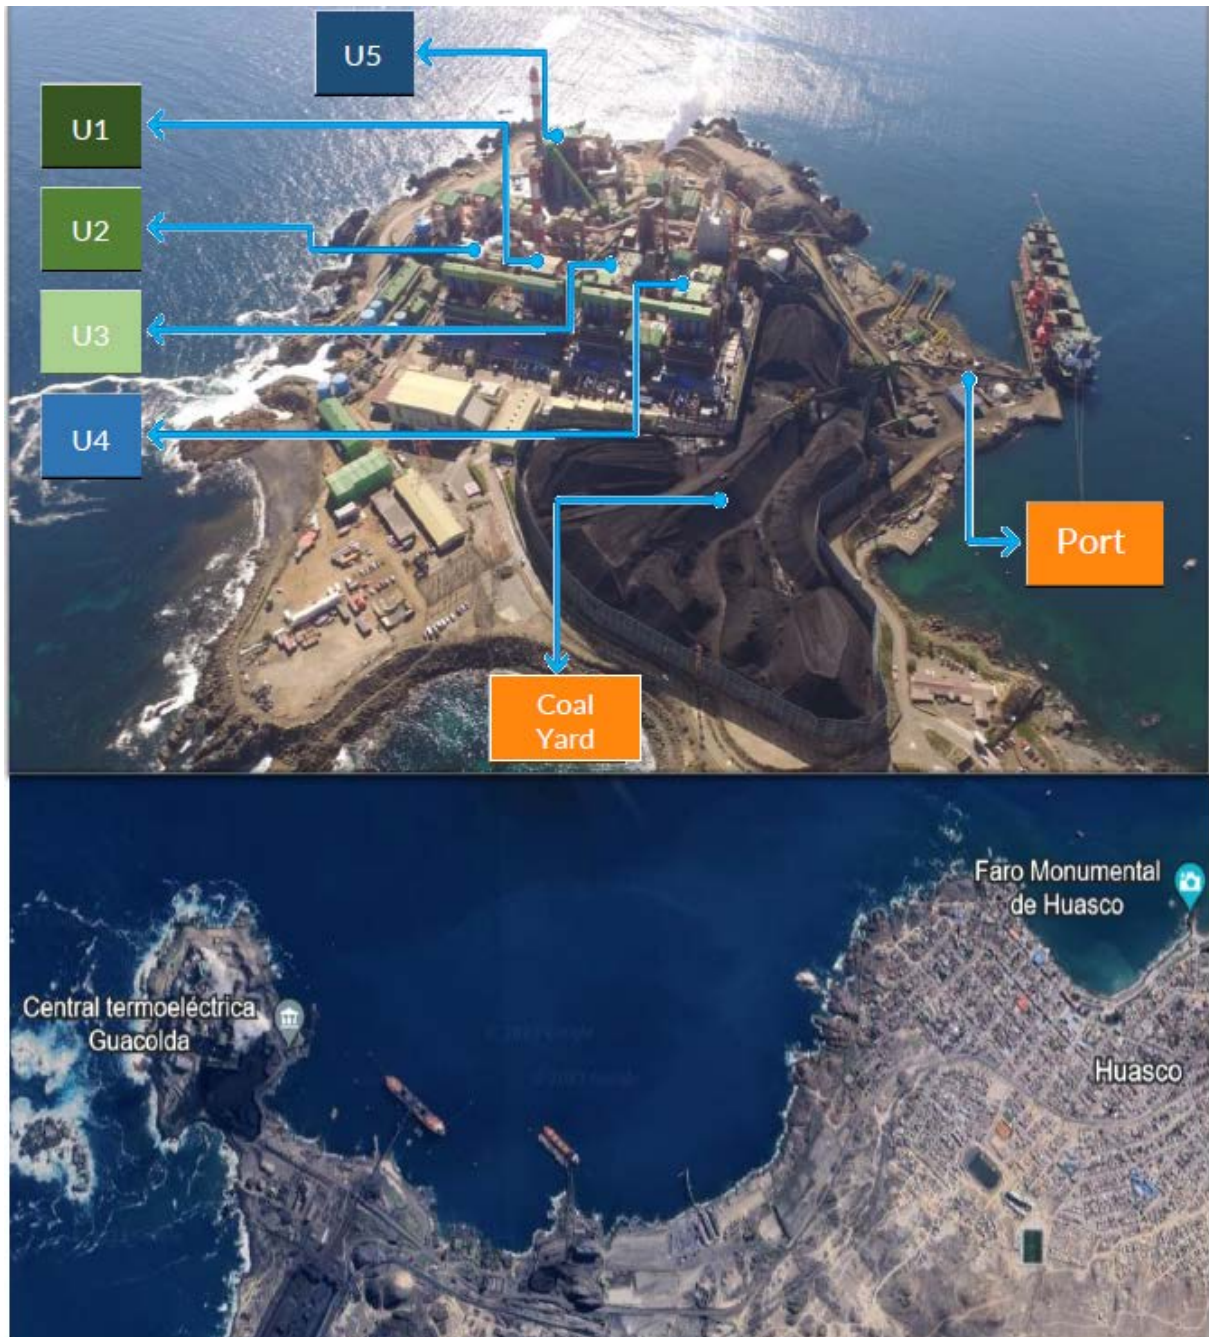 U5
U1
U2
U3
U4
Port
Coal
Yard
Faro Monumental
de Huasco
Central termoeléctrica
Guacolda
Huasco